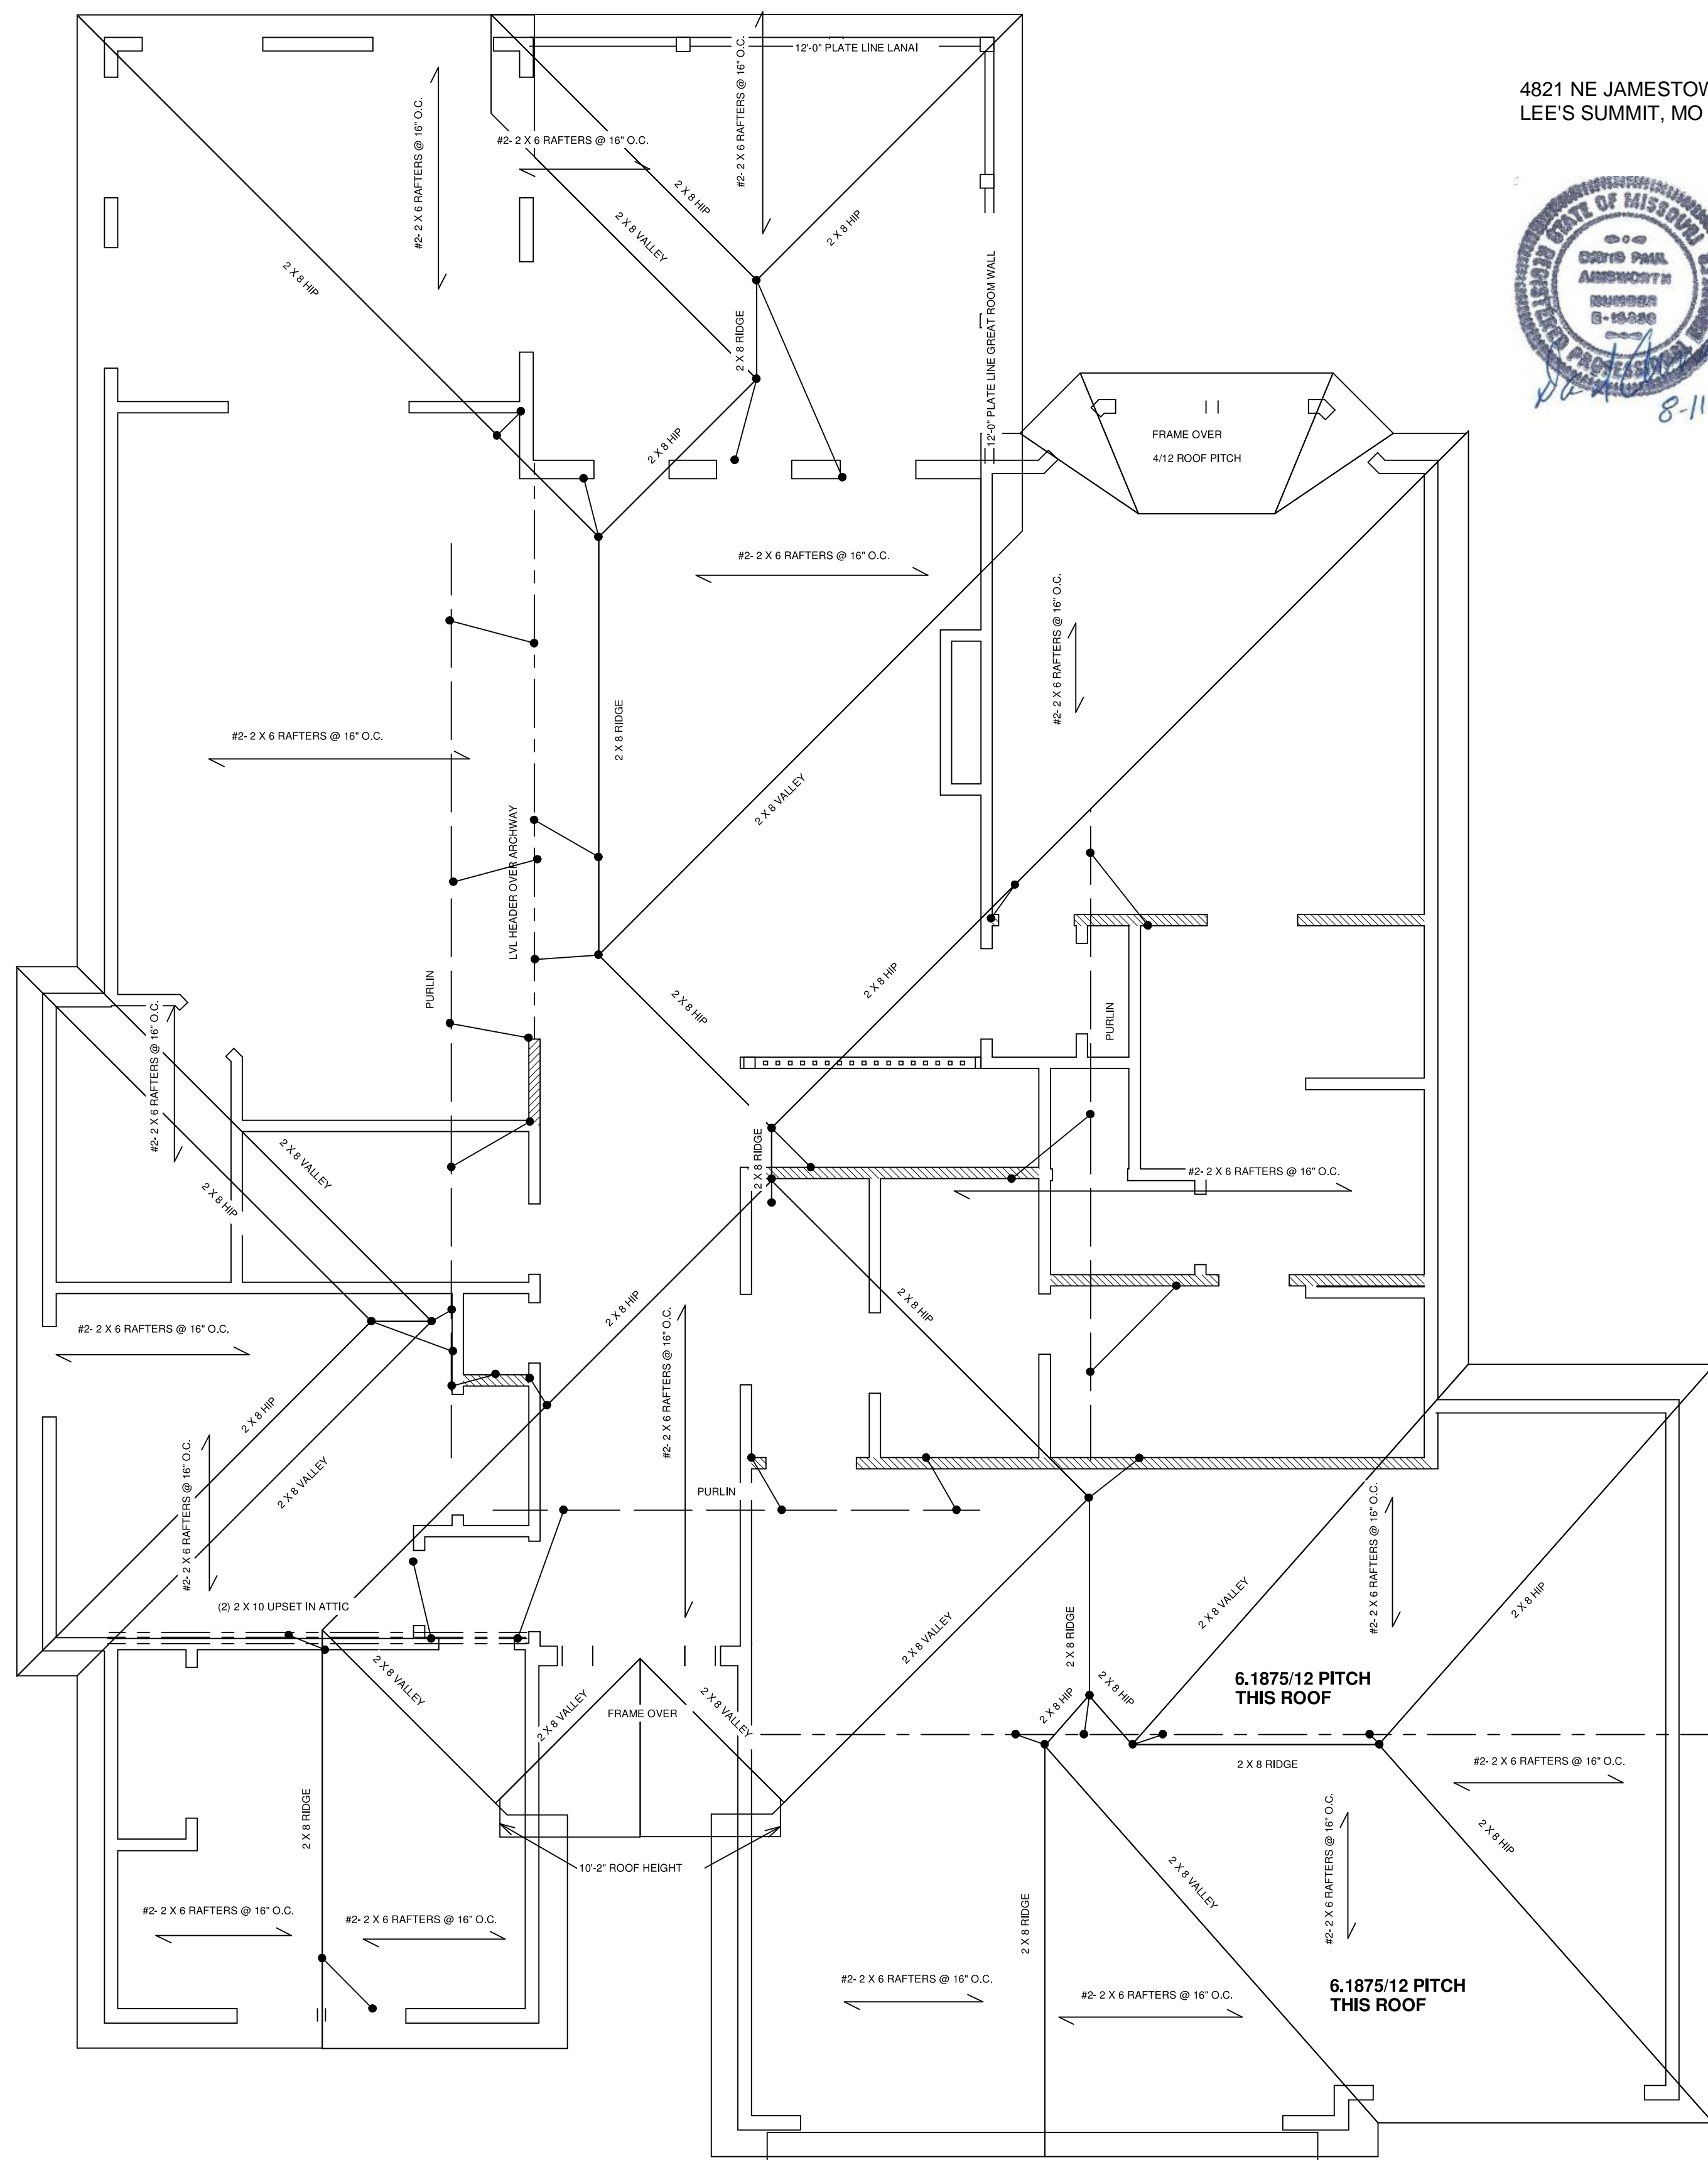 12'-0" PLATE LINE LANAI
4821 NE JAMESTOW
LEE'S SUMMIT, MO
#2- 2 X 6 RAFTERS @ 16" O.C.
#2- 2 X 6 RAFTERS @ 16" O.C.
#2- 2 X 6 RAFTERS @ 16" O.C.
2 X 8 HIP
2 X 8 VALLEY
2 X 8 HIP
2 X 8 HIP
STATE OF MISSOURI
DAVID PAUL
AINSWORTH
NUMBER
PROFESSIONAL
8-11
2 X 8 RIDGE
12'-0" PLATE LINE GREAT ROOM WALL
2 X 8 HIP
FRAME OVER
4/12 ROOF PITCH
#2- 2 X 6 RAFTERS @ 16" O.C.
#2- 2 X 6 RAFTERS @ 16" O.C.
#2- 2 X 6 RAFTERS @ 16" O.C.
2 X 8 RIDGE
2 X 8 VALLEY
LVL HEADER OVER ARCHWAY
PURLIN
2 X 8 HIP
2 X 8 HIP
PURLIN
#2- 2 X 6 RAFTERS @ 16" O.C.
2 X 8 VALLEY
2 X 8 HIP
2 X 8 RIDGE
#2- 2 X 6 RAFTERS @ 16" O.C.
2 X 8 HIP
2 X 8 HIP
#2- 2 X 6 RAFTERS @ 16" O.C.
#2- 2 X 6 RAFTERS @ 16" O.C.
2 X 8 HIP
2 X 8 VALLEY
PURLIN
#2- 2 X 6 RAFTERS @ 16" O.C.
#2- 2 X 6 RAFTERS @ 16" O.C.
(2) 2 X 10 UPSET IN ATTIC
2 X 8 VALLEY
2 X 8 HIP
2 X 8 RIDGE
2 X 8 VALLEY
2 X 8 VALLEY
2 X 8 VALLEY
FRAME OVER
2 X 8 VALLEY
2 X 8 HIP
2 X 8 HIP
6.1875/12 PITCH
THIS ROOF
2 X 8 RIDGE
#2- 2 X 6 RAFTERS @ 16" O.C.
2 X 8 RIDGE
10'-2" ROOF HEIGHT
2 X 8 VALLEY
#2- 2 X 6 RAFTERS @ 16" O.C.
2 X 8 HIP
#2- 2 X 6 RAFTERS @ 16" O.C.
#2- 2 X 6 RAFTERS @ 16" O.C.
2 X 8 RIDGE
#2- 2 X 6 RAFTERS @ 16" O.C.
#2- 2 X 6 RAFTERS @ 16" O.C.
6.1875/12 PITCH
THIS ROOF